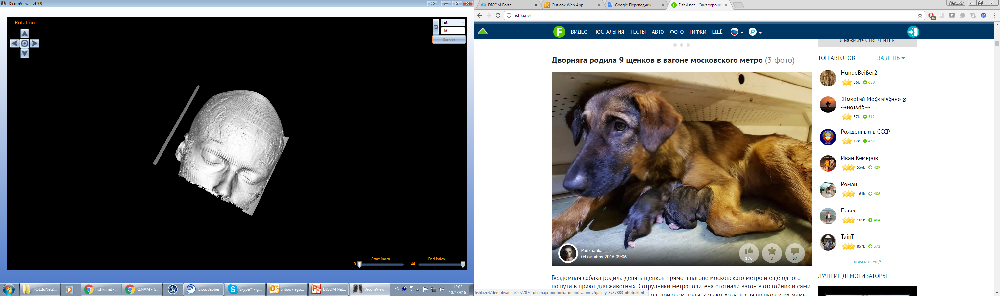 DicomViewer v1.3.9
Rotation
Fat
-50
Render
Start index
End index
0
144
RoEduNet2...
Fishki.net - ...
RENAM - G...
Cisco Jabber
Skype™ - g...
Inbox - ago...
DICOM Net...
DicomView...
EN
12:02
10/4/2016
DICOM Portal
Outlook Web App
Google Переводчик
Fishki.net - Сайт хороше
Alexandr
fishki.net
10
F ВИДЕО НОСТАЛЬГИЯ ТЕСТЫ АВТО ФОТО ГИФКИ ЕЩЁ
и нажмите CTRL+ENTER
Дворняга родила 9 щенков в вагоне московского метро (3 фото)
Parizhanka
04 октября 2016 09:06
176
0
37
Бездомная собака родила девять щенков прямо в вагоне московского метро и ещё одного —
по пути в приют для животных. Сотрудники метрополитена отогнали вагон в отстойник и сами
но с приютом подыскивают хозяев для щенков и их мамы.
fishki.net/demotivation/2077876-ubojnaja-podborka-demotivatorov/gallery-3787883-photo.html
ТОП АВТОРОВ
ЗА ДЕНЬ
HundeBeißer2
36k 620
37k 512
Рождённый в СССР
12k 432
Иван Кемеров
556k 429
Роман
164k 406
Павел
101k 404
TainT
857k 372
показать ещё
ЛУЧШИЕ ДЕМОТИВАТОРЫ